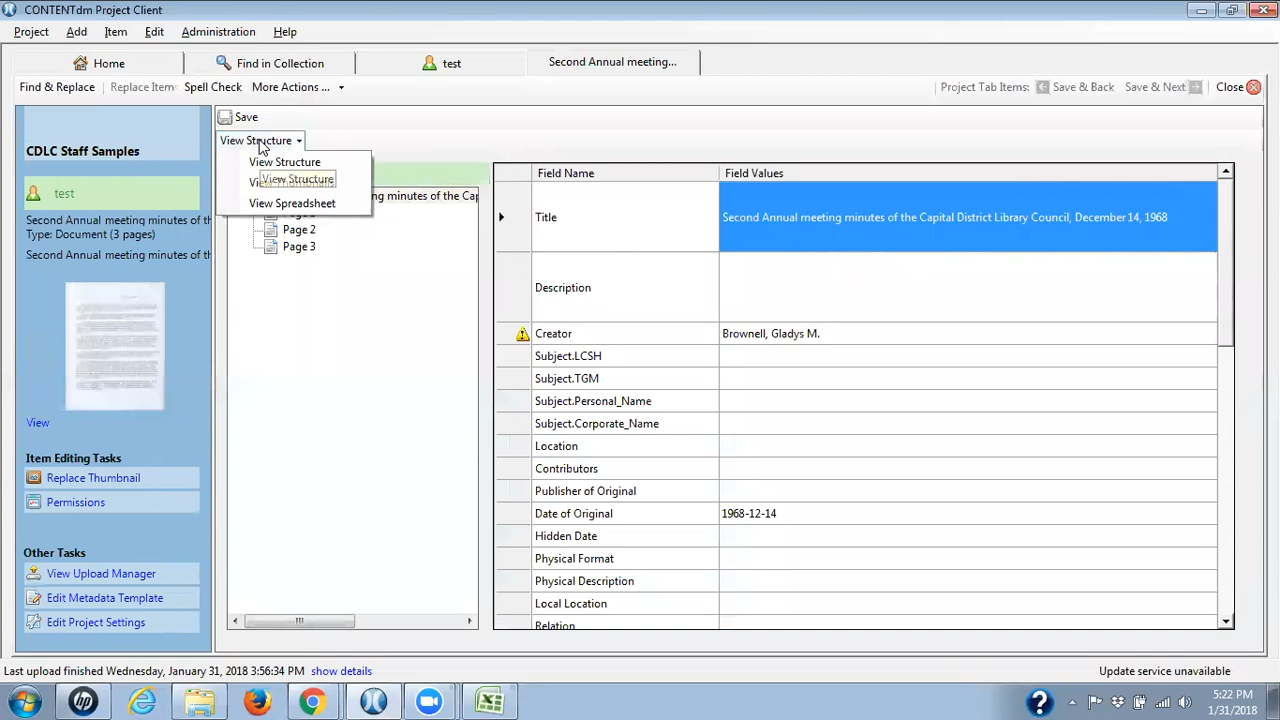 CONTENTdm Project Client
Project Add Item Edit Administration Help
Home Find in Collection test Second Annual meeting...
Find & Replace Replace Item Spell Check More Actions ... Project Tab Items: Save & Back Save & Next Close
CDLC Staff Samples
test
Second Annual meeting minutes of th
Type: Document (3 pages)
Second Annual meeting minutes of th
View
Item Editing Tasks
Replace Thumbnail
Permissions
Other Tasks
View Upload Manager
Edit Metadata Template
Edit Project Settings
Save
View Structure
View Structure
View Structure
View Spreadsheet
ng minutes of the Cap
Page 2
Page 3
Field Name Field Values
Title Second Annual meeting minutes of the Capital District Library Council, December 14, 1968
Description
Creator Brownell, Gladys M.
Subject.LCSH
Subject.TGM
Subject.Personal_Name
Subject.Corporate_Name
Location
Contributors
Publisher of Original
Date of Original 1968-12-14
Hidden Date
Physical Format
Physical Description
Local Location
Relation
Last upload finished Wednesday, January 31, 2018 3:56:34 PM show details Update service unavailable
5:22 PM
1/31/2018